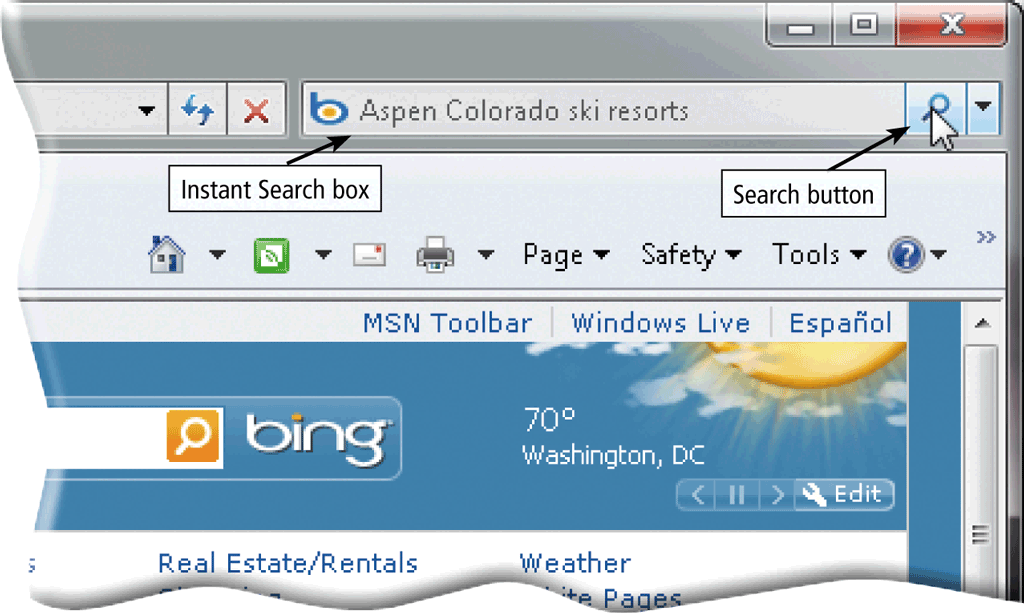 Aspen Colorado ski resorts
Instant Search box
Search button
Page
Safety
Tools
?
»
MSN Toolbar | Windows Live | Español
bing
70°
Washington, DC
Edit
s Real Estate/Rentals Weather
Pages